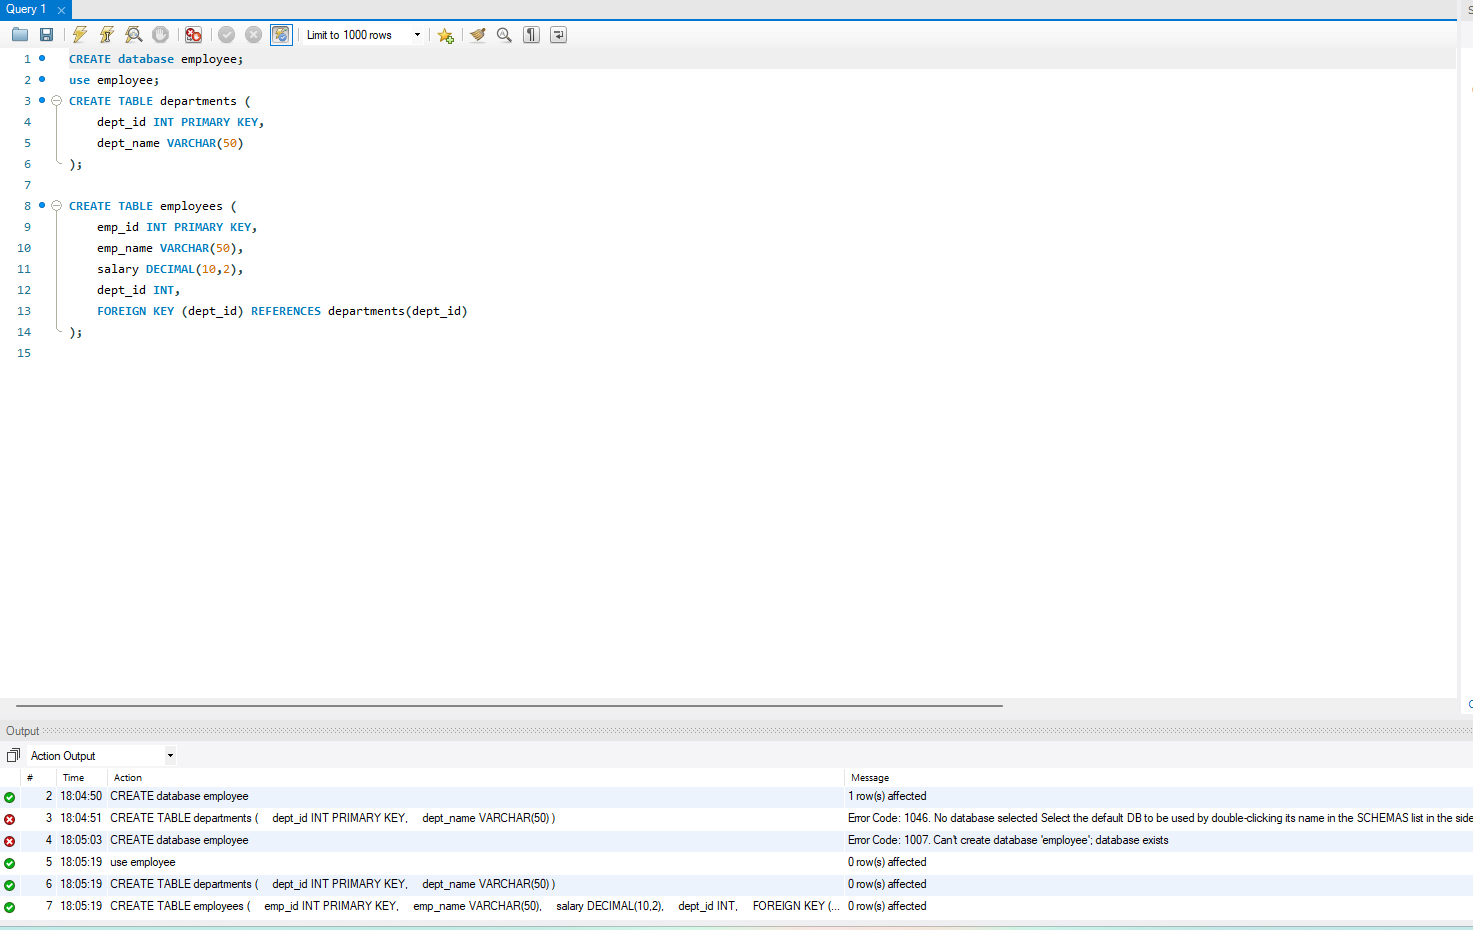 Query 1
Limit to 1000 rows
1 CREATE database employee;
2 use employee;
3 CREATE TABLE departments (
4 dept_id INT PRIMARY KEY,
5 dept_name VARCHAR(50)
6 );
7
8 CREATE TABLE employees (
9 emp_id INT PRIMARY KEY,
10 emp_name VARCHAR(50),
11 salary DECIMAL(10,2),
12 dept_id INT,
13 FOREIGN KEY (dept_id) REFERENCES departments(dept_id)
14 );
15
Output
Action Output
# Time Action Message
2 18:04:50 CREATE database employee 1 row(s) affected
3 18:04:51 CREATE TABLE departments ( dept_id INT PRIMARY KEY, dept_name VARCHAR(50) ) Error Code: 1046. No database selected Select the default DB to be used by double-clicking its name in the SCHEMAS list in the side
4 18:05:03 CREATE database employee Error Code: 1007. Can't create database 'employee'; database exists
5 18:05:19 use employee 0 row(s) affected
6 18:05:19 CREATE TABLE departments ( dept_id INT PRIMARY KEY, dept_name VARCHAR(50) ) 0 row(s) affected
7 18:05:19 CREATE TABLE employees ( emp_id INT PRIMARY KEY, emp_name VARCHAR(50), salary DECIMAL(10,2), dept_id INT, FOREIGN KEY (... 0 row(s) affected